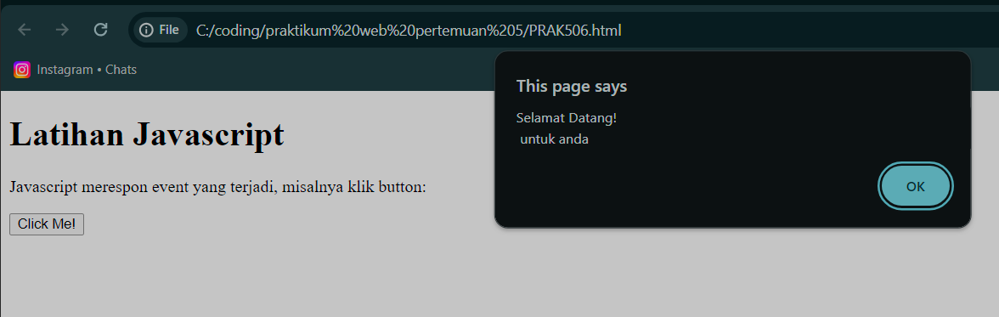 File C:/coding/praktikum%20web%20pertemuan%205/PRAK506.html
Instagram • Chats
This page says
Selamat Datang!
untuk anda
OK
Latihan Javascript
Javascript merespon event yang terjadi, misalnya klik button:
Click Me!